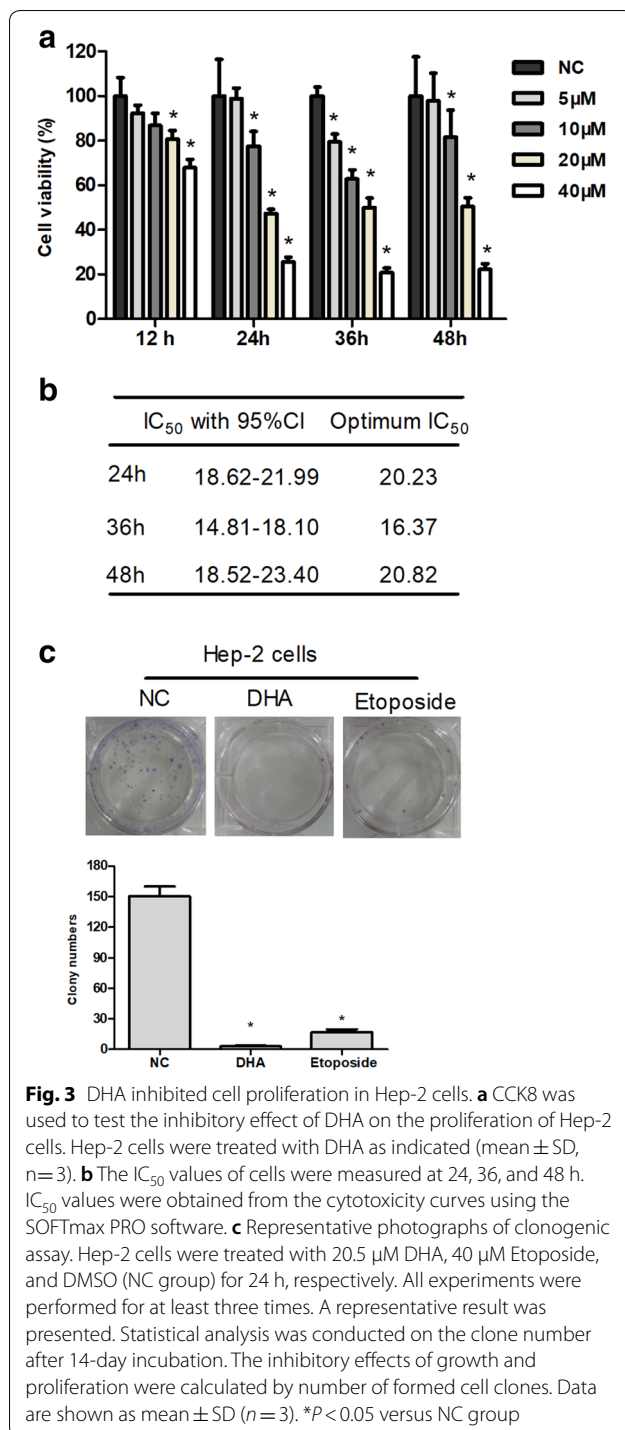 a
120
100
80
60
40
20
0
Cell viability (%)
* *
* * *
* * * *
* * *
12 h 24h 36h 48h
NC
5μM
10μM
20μM
40μM
b
IC50 with 95%CI Optimum IC50
24h 18.62-21.99 20.23
36h 14.81-18.10 16.37
48h 18.52-23.40 20.82
c
Hep-2 cells
NC DHA Etoposide
180
150
120
90
60
30
0
Clony numbers
* *
NC DHA Etoposide
Fig. 3 DHA inhibited cell proliferation in Hep-2 cells. a CCK8 was
used to test the inhibitory effect of DHA on the proliferation of Hep-2
cells. Hep-2 cells were treated with DHA as indicated (mean ± SD,
n= 3). b The IC50 values of cells were measured at 24, 36, and 48 h.
IC50 values were obtained from the cytotoxicity curves using the
SOFTmax PRO software. c Representative photographs of clonogenic
assay. Hep-2 cells were treated with 20.5 μM DHA, 40 μM Etoposide,
and DMSO (NC group) for 24 h, respectively. All experiments were
performed for at least three times. A representative result was
presented. Statistical analysis was conducted on the clone number
after 14-day incubation. The inhibitory effects of growth and
proliferation were calculated by number of formed cell clones. Data
are shown as mean ± SD (n = 3). *P < 0.05 versus NC group